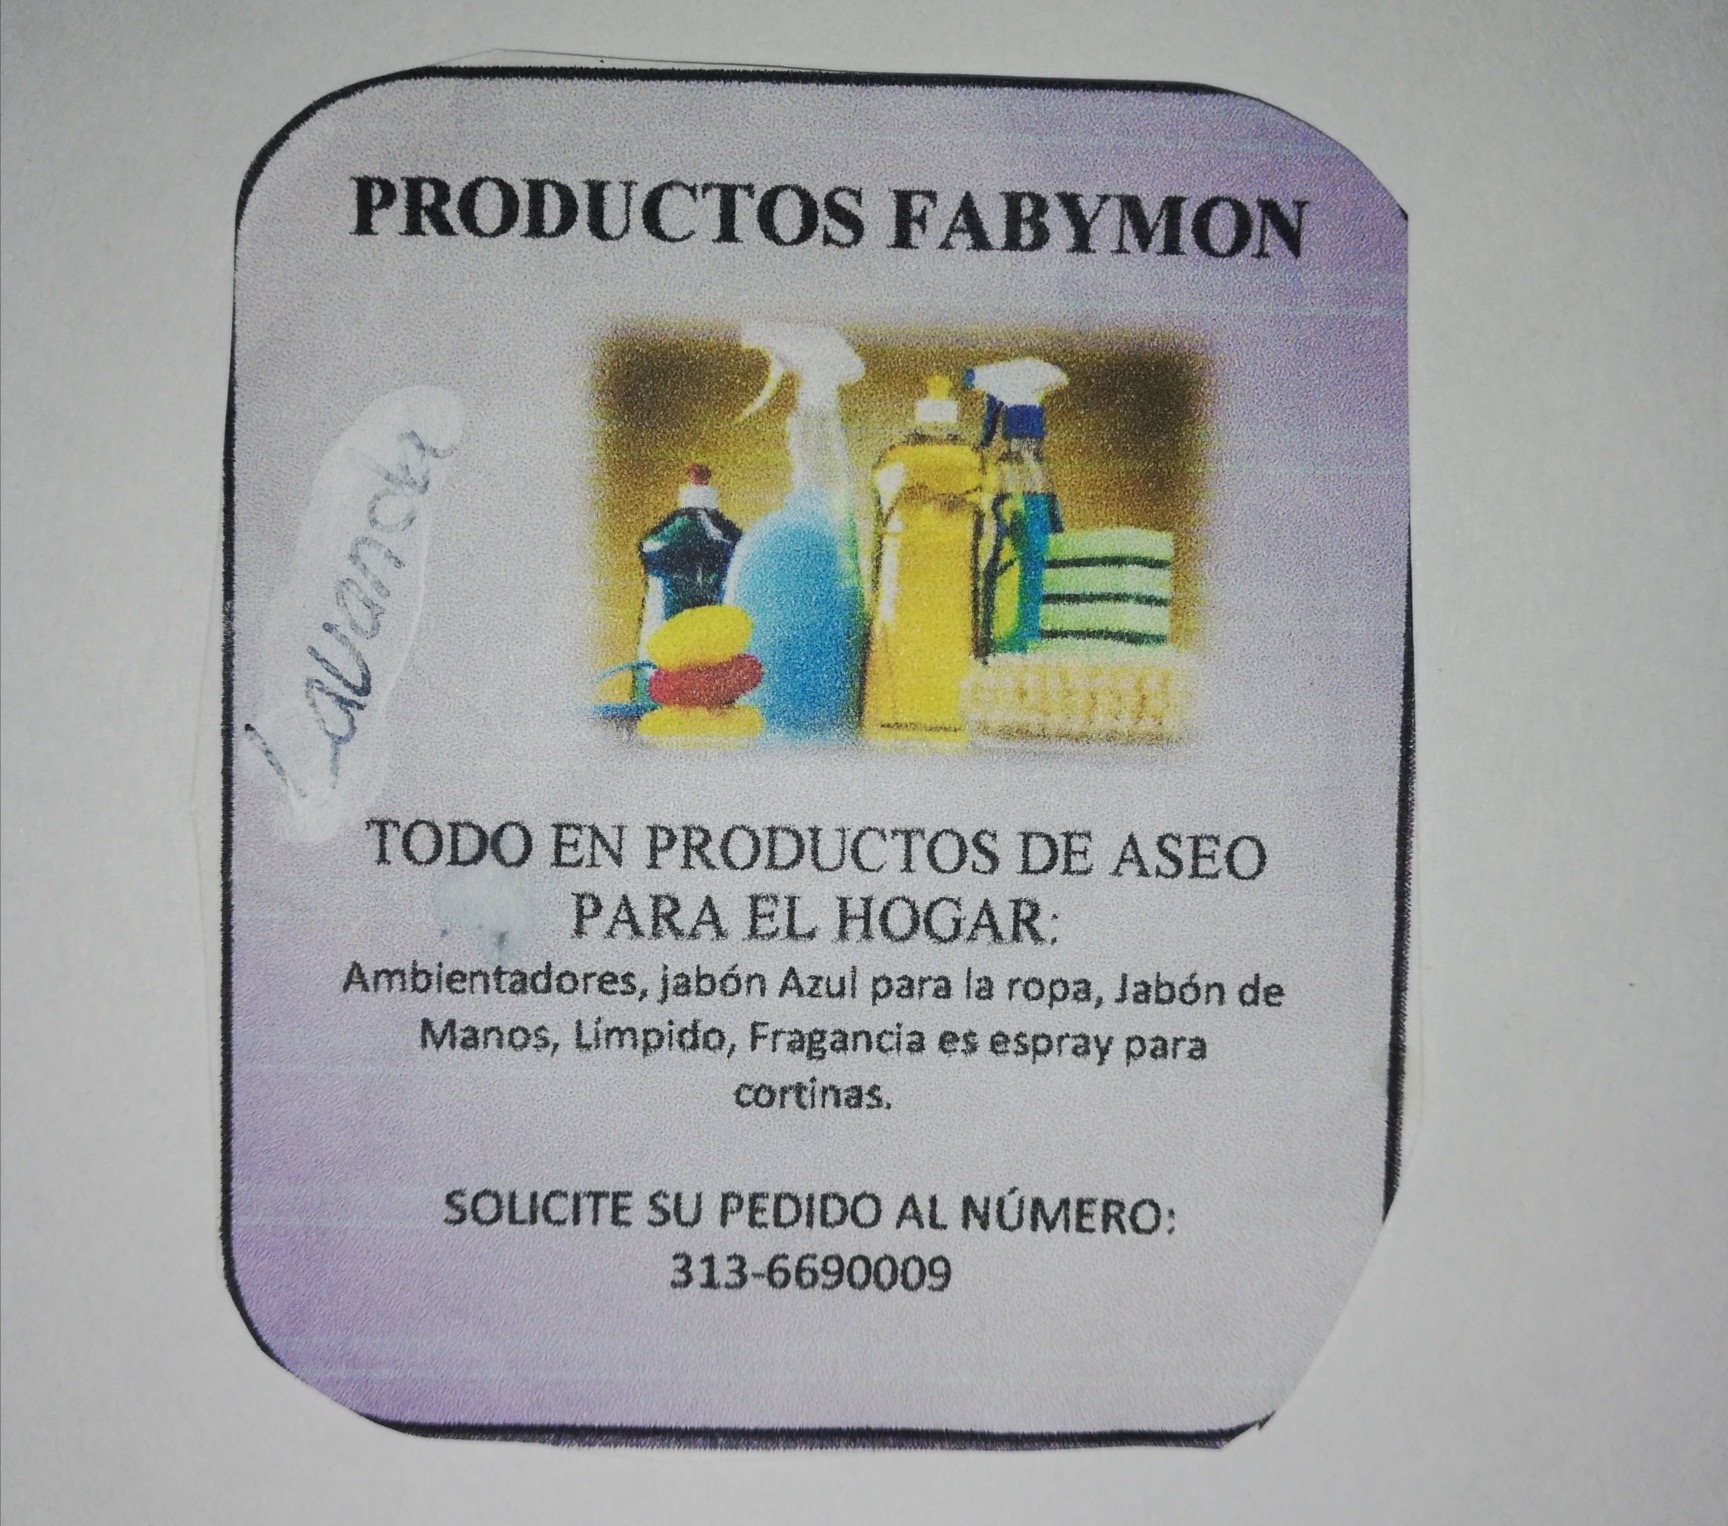 PRODUCTOS FABYMON
Lavanda
TODO EN PRODUCTOS DE ASEO
PARA EL HOGAR:
Ambientadores, jabón Azul para la ropa, Jabón de
Manos, Límpido, Fragancia es espray para
cortinas.
SOLICITE SU PEDIDO AL NÚMERO:
313-6690009